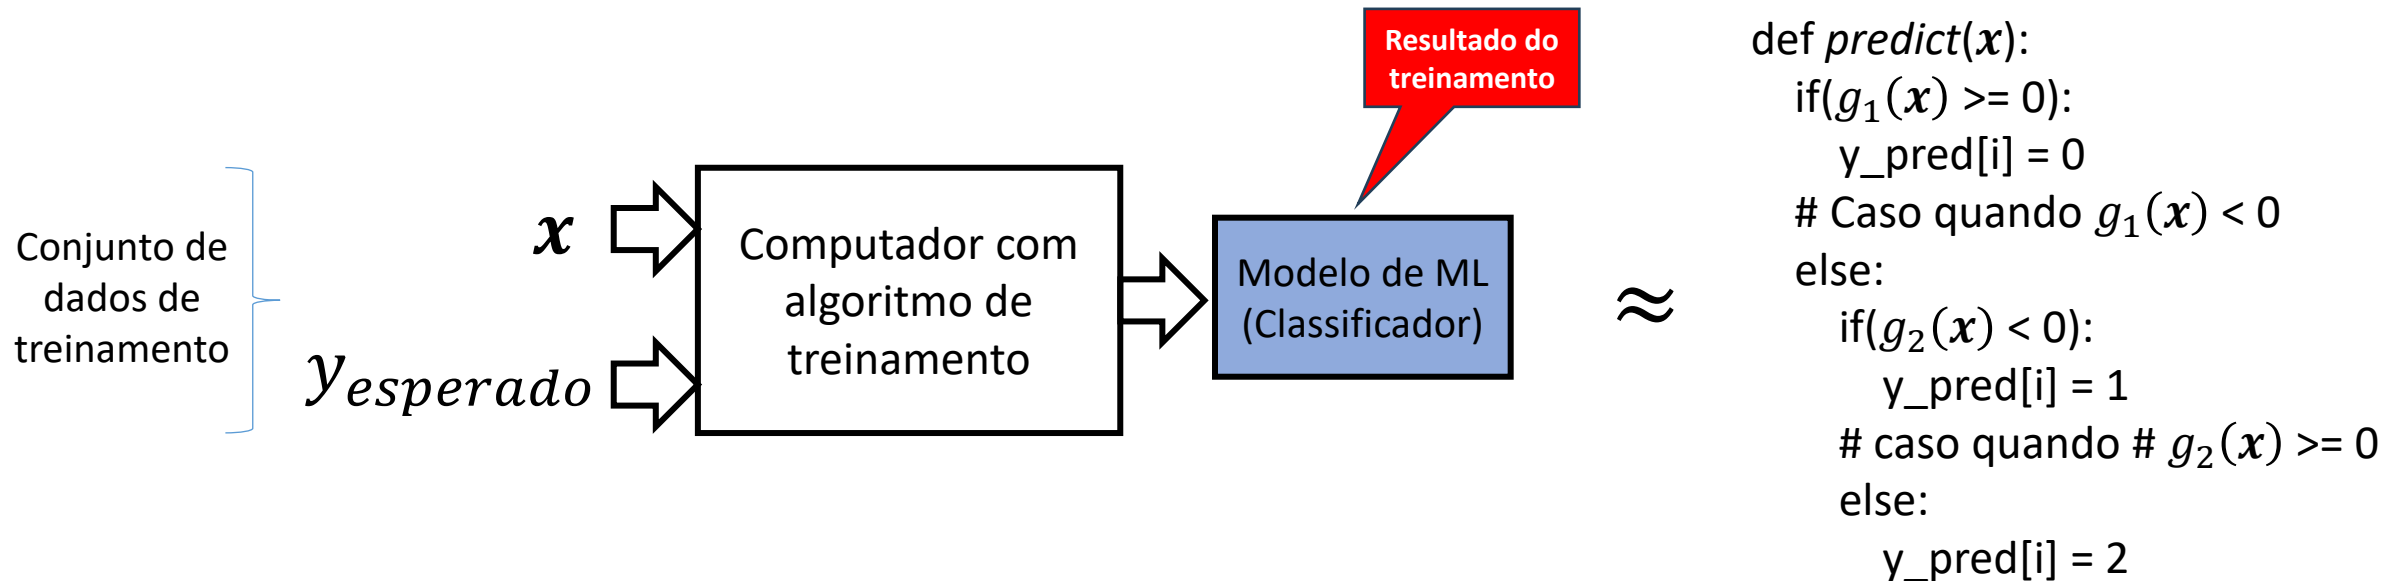 Conjunto de
dados de
treinamento
x
y_esperado
Computador com
algoritmo de
treinamento
Resultado do
treinamento
Modelo de ML
(Classificador)
≈
def predict(x):
if(g₁(x) >= 0):
y_pred[i] = 0
# Caso quando g₁(x) < 0
else:
if(g₂(x) < 0):
y_pred[i] = 1
# caso quando # g₂(x) >= 0
else:
y_pred[i] = 2